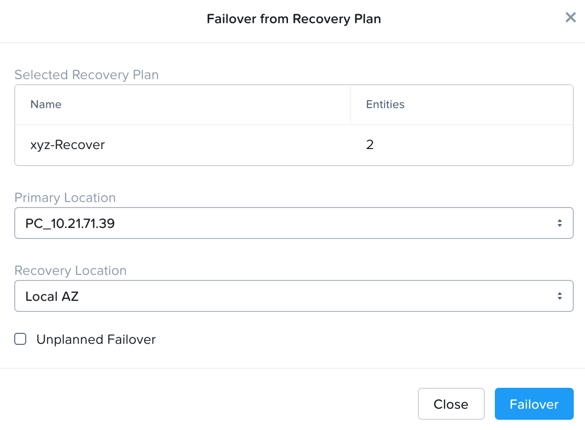 Failover from Recovery Plan
Selected Recovery Plan
Name Entities
xyz-Recover 2
Primary Location
PC_10.21.71.39
Recovery Location
Local AZ
Unplanned Failover
Close Failover